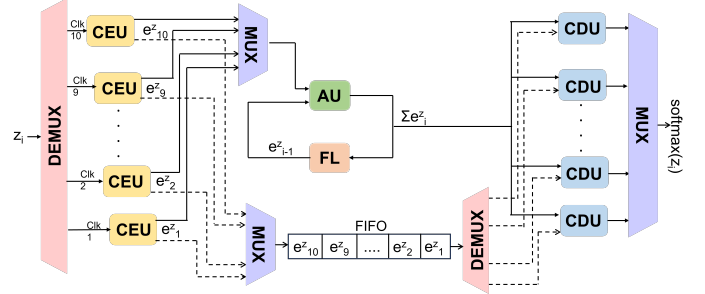 z_i
DEMUX
Clk
10
CEU
e^z_10
Clk
9
CEU
e^z_9
Clk
2
CEU
e^z_2
Clk
1
CEU
e^z_1
MUX
MUX
AU
FL
e^z_i-1
Σe^z_i
FIFO
e^z_10 e^z_9 .... e^z_2 e^z_1
DEMUX
CDU
CDU
CDU
CDU
MUX
softmax(z_i)